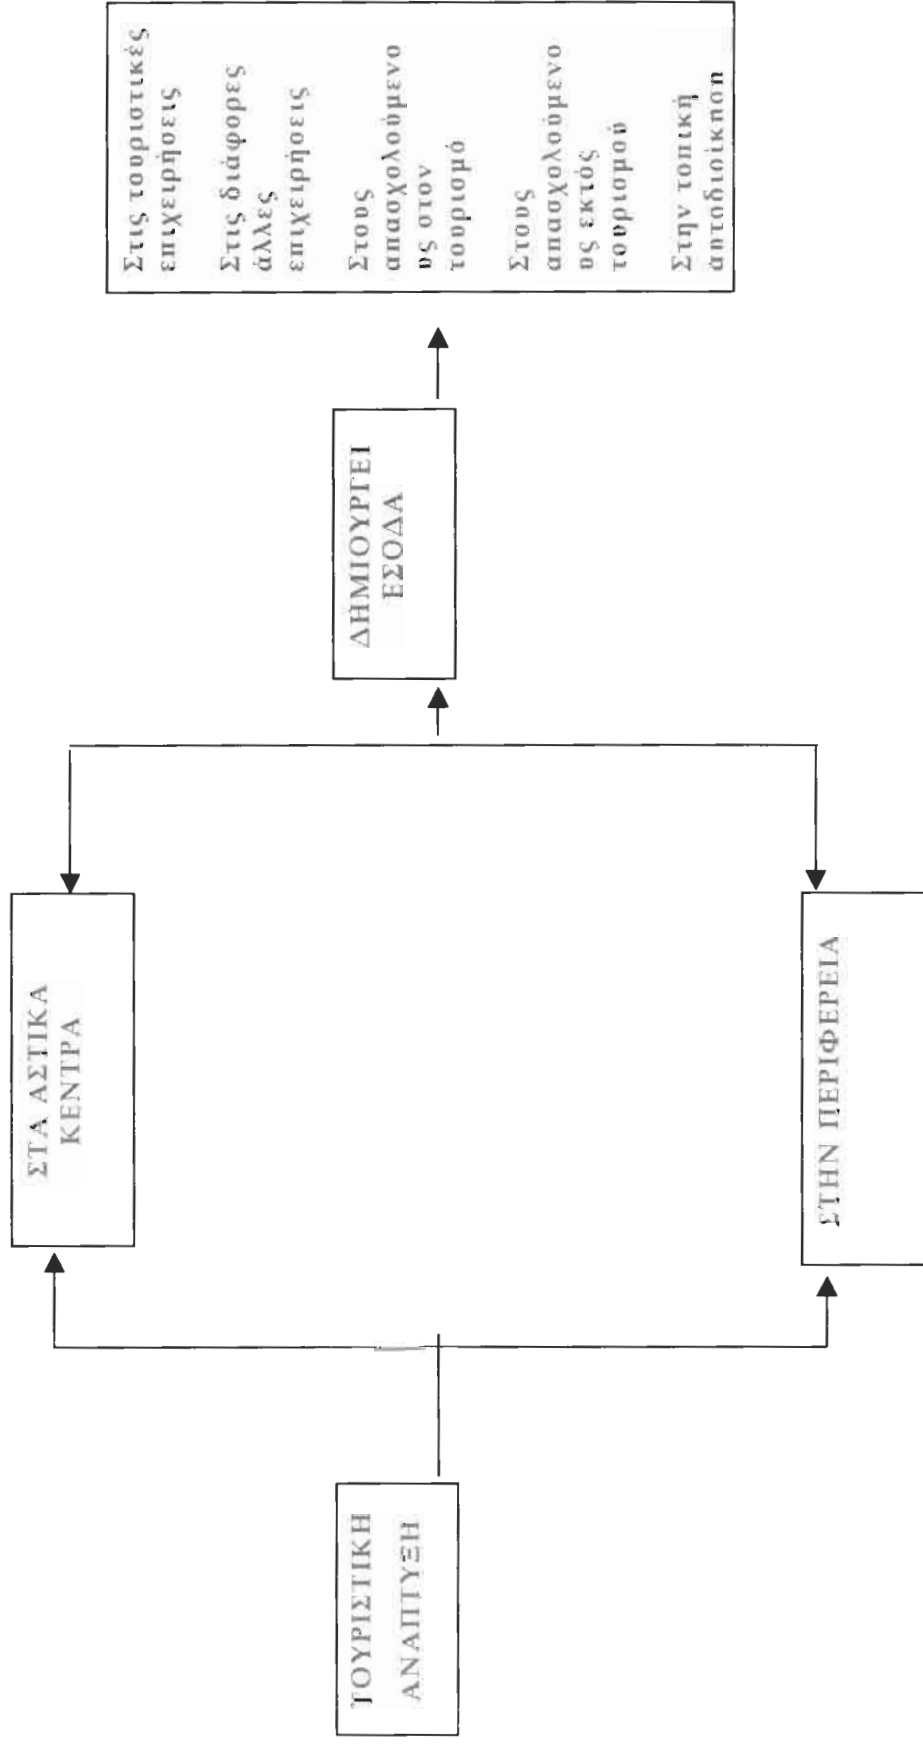 ΤΟΥΡΙΣΤΙΚΗ
ΑΝΑΠΤΥΞΗ
ΣΤΑ ΑΣΤΙΚΑ
ΚΕΝΤΡΑ
ΣΤΗΝ ΠΕΡΙΦΕΡΕΙΑ
ΔΗΜΙΟΥΡΓΕΙ
ΕΣΟΔΑ
Στις τουριστικές
επιχειρήσεις
Στις διάφορες
άλλες
επιχειρήσεις
Στους
απασχολούμενο
υς στον
τουρισμό
Στους
απασχολούμενο
υς εκτός
τουρισμού
Στην τοπική
αυτοδιοίκηση